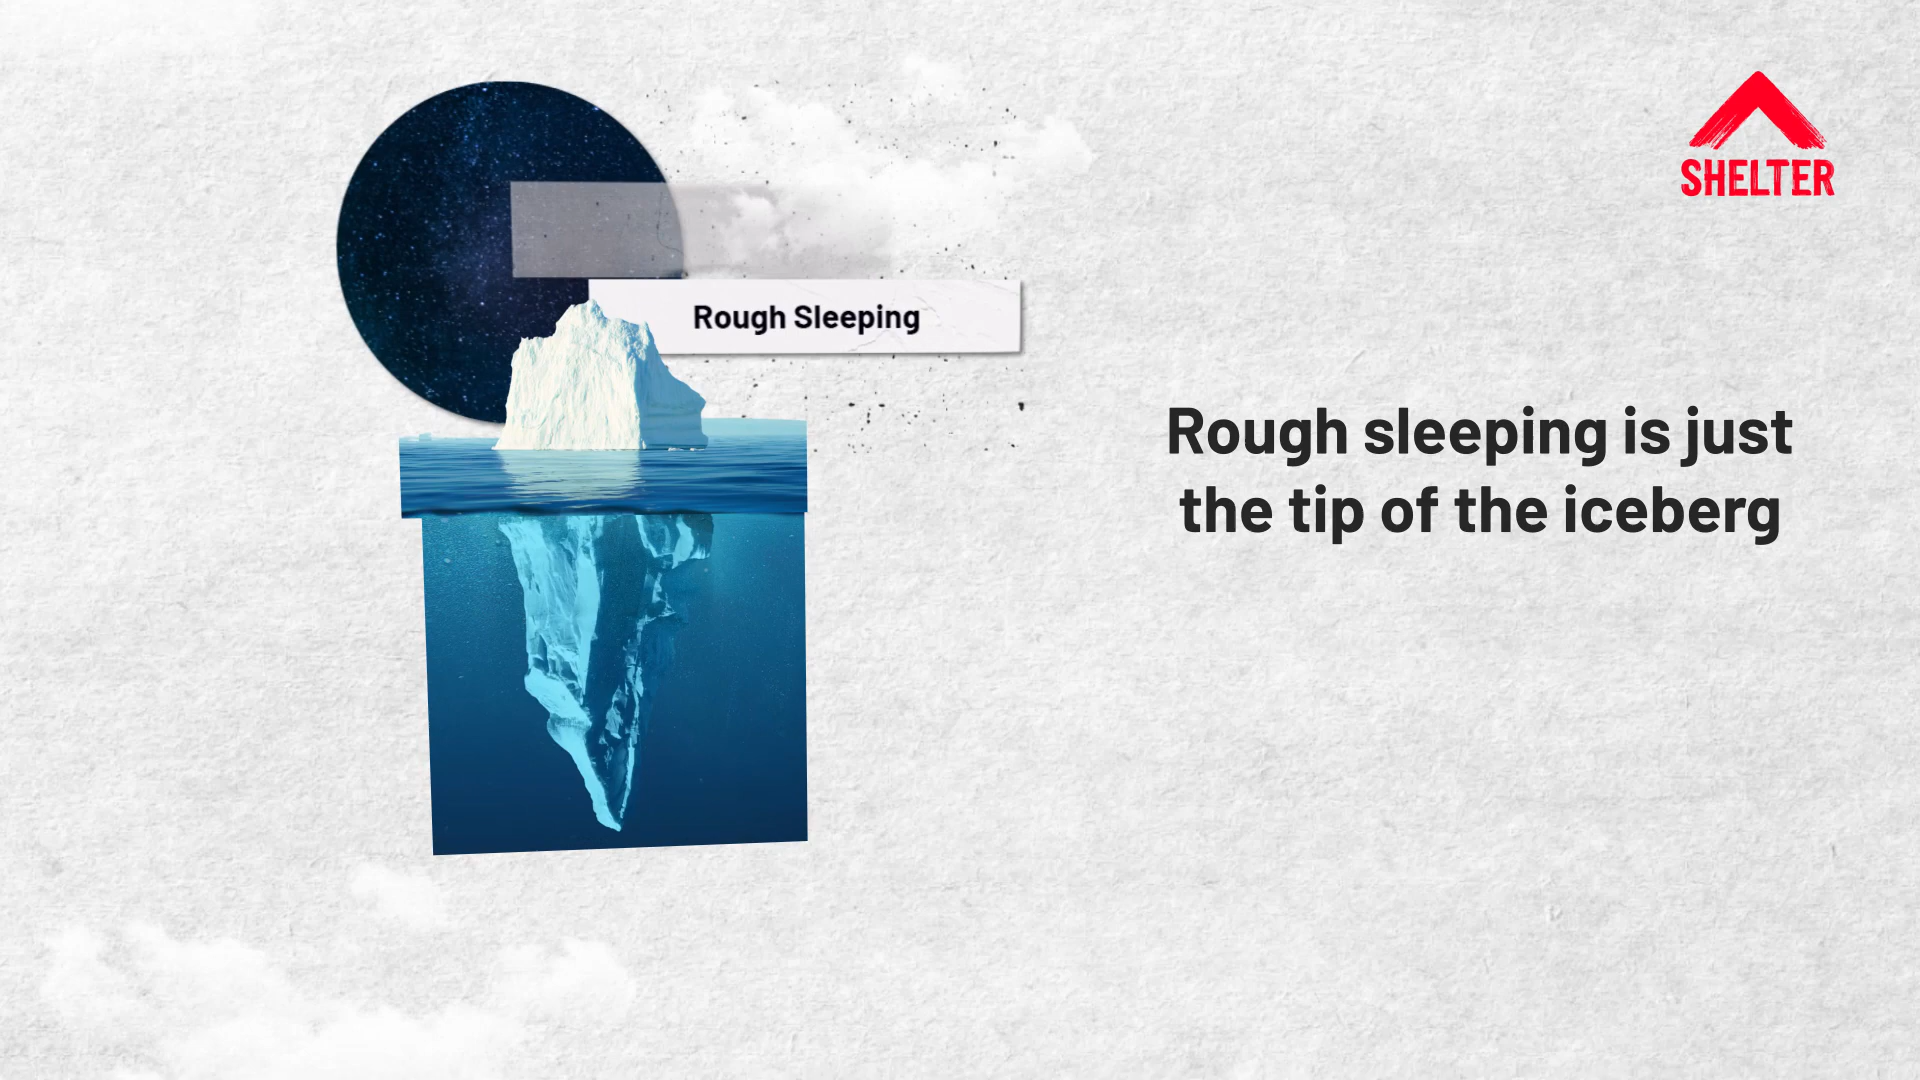 SHELTER
Rough Sleeping
Rough sleeping is just
the tip of the iceberg